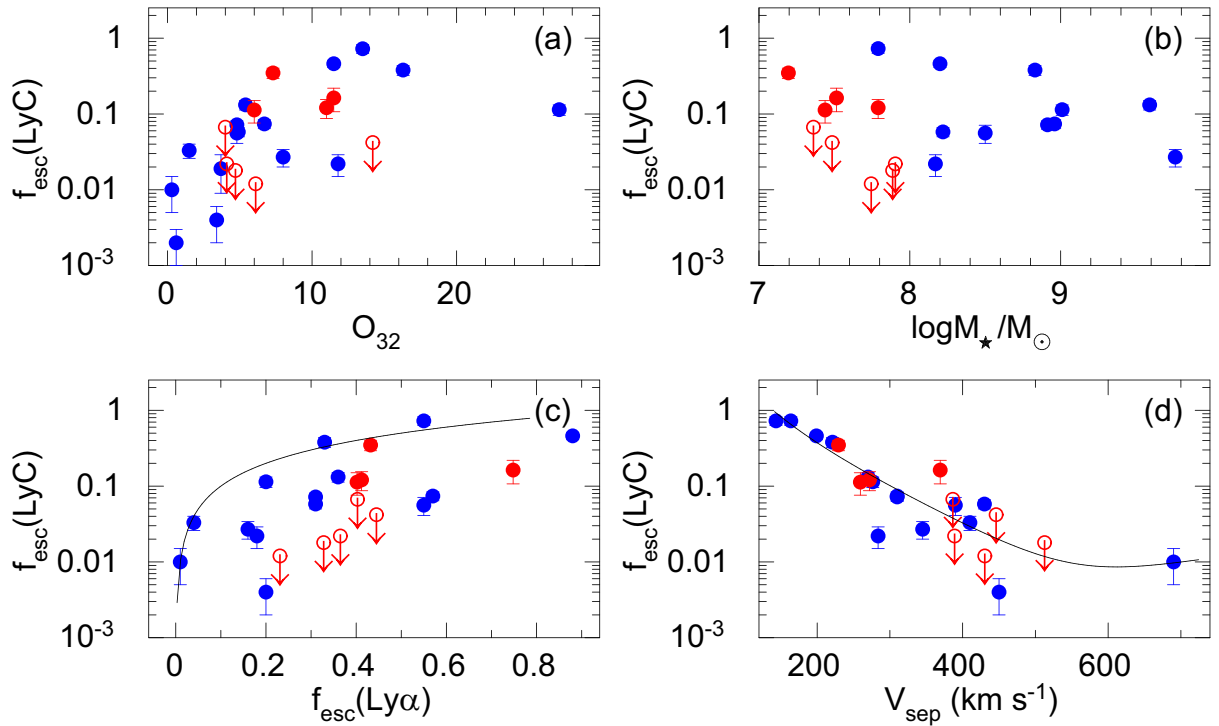 (a)
f_esc(LyC)
1
0.1
0.01
10^-3
0 10 20
O_32
(b)
f_esc(LyC)
1
0.1
0.01
10^-3
7 8 9
logM_★/M_⊙
(c)
f_esc(LyC)
1
0.1
0.01
10^-3
0 0.2 0.4 0.6 0.8
f_esc(Lyα)
(d)
f_esc(LyC)
1
0.1
0.01
10^-3
200 400 600
V_sep (km s^-1)